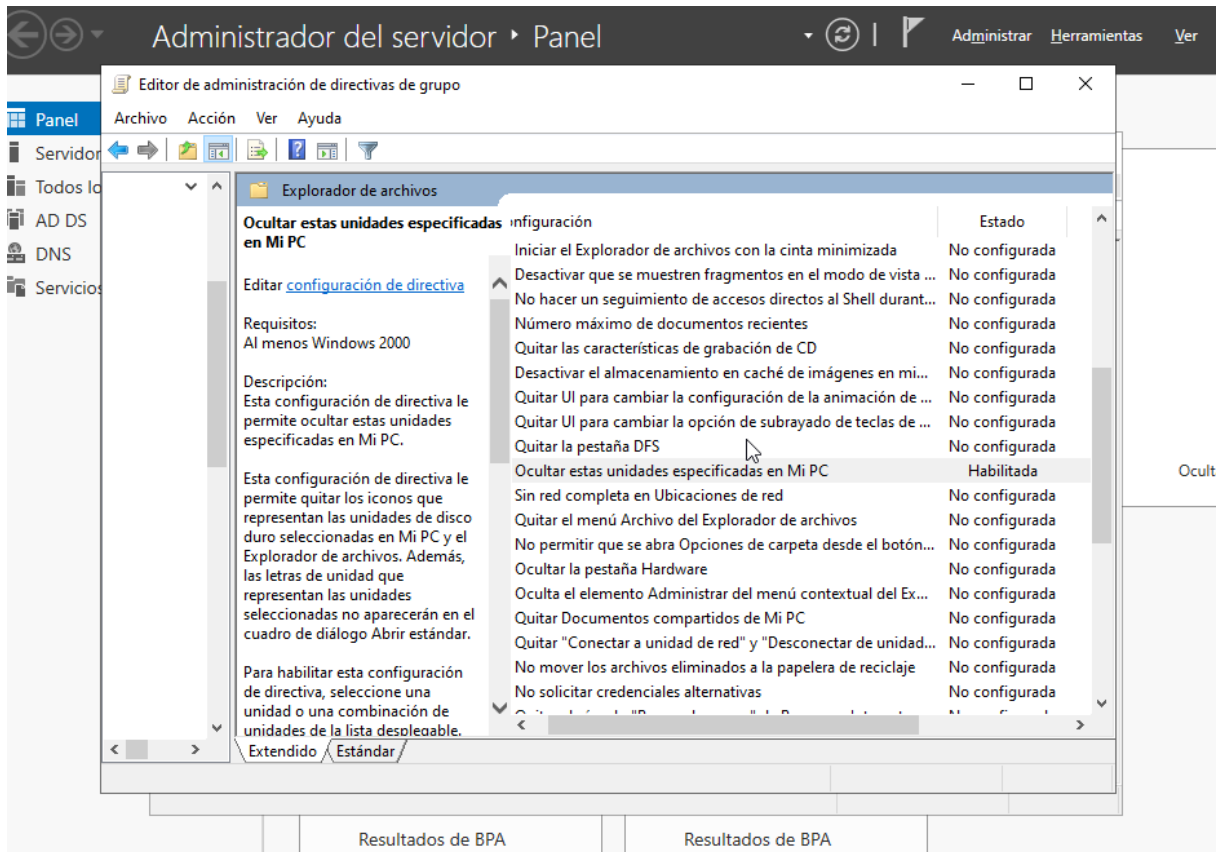 Administrador del servidor ‣ Panel
Administrar Herramientas Ver
Editor de administración de directivas de grupo
Archivo Acción Ver Ayuda
Panel
Servidor
Todos lo
AD DS
DNS
Servicios
Explorador de archivos
Ocultar estas unidades especificadas
en Mi PC
Editar configuración de directiva
Requisitos:
Al menos Windows 2000
Descripción:
Esta configuración de directiva le
permite ocultar estas unidades
especificadas en Mi PC.
Esta configuración de directiva le
permite quitar los iconos que
representan las unidades de disco
duro seleccionadas en Mi PC y el
Explorador de archivos. Además,
las letras de unidad que
representan las unidades
seleccionadas no aparecerán en el
cuadro de diálogo Abrir estándar.
Para habilitar esta configuración
de directiva, seleccione una
unidad o una combinación de
unidades de la lista desplegable.
onfiguración Estado
Iniciar el Explorador de archivos con la cinta minimizada No configurada
Desactivar que se muestren fragmentos en el modo de vista ... No configurada
No hacer un seguimiento de accesos directos al Shell durant... No configurada
Número máximo de documentos recientes No configurada
Quitar las características de grabación de CD No configurada
Desactivar el almacenamiento en caché de imágenes en mi... No configurada
Quitar UI para cambiar la configuración de la animación de ... No configurada
Quitar UI para cambiar la opción de subrayado de teclas de ... No configurada
Quitar la pestaña DFS No configurada
Ocultar estas unidades especificadas en Mi PC Habilitada
Sin red completa en Ubicaciones de red No configurada
Quitar el menú Archivo del Explorador de archivos No configurada
No permitir que se abra Opciones de carpeta desde el botón... No configurada
Ocultar la pestaña Hardware No configurada
Oculta el elemento Administrar del menú contextual del Ex... No configurada
Quitar Documentos compartidos de Mi PC No configurada
Quitar "Conectar a unidad de red" y "Desconectar de unidad... No configurada
No mover los archivos eliminados a la papelera de reciclaje No configurada
No solicitar credenciales alternativas No configurada
Extendido Estándar
Ocult
Resultados de BPA Resultados de BPA